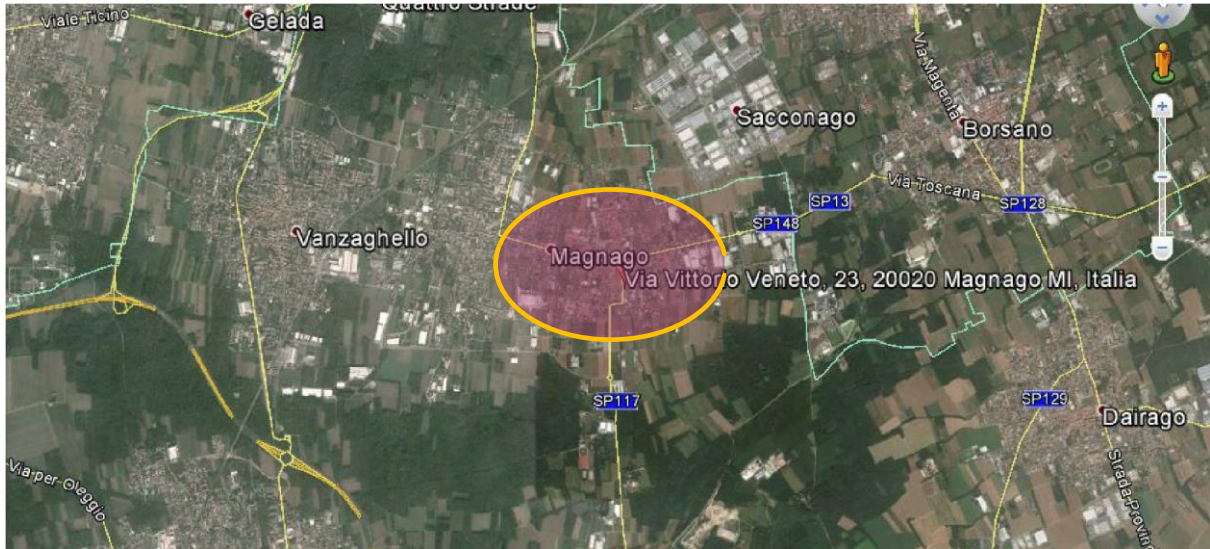 Quattro Strade
Viale Ticino
Gelada
Via Magenta
Sacconago
Borsano
Via Toscana
SP13
SP128
SP148
Vanzaghello
Magnago
Via Vittorio Veneto, 23, 20020 Magnago MI, Italia
SP117
SP129
Dairago
Via per Oleggio
Strada Provin